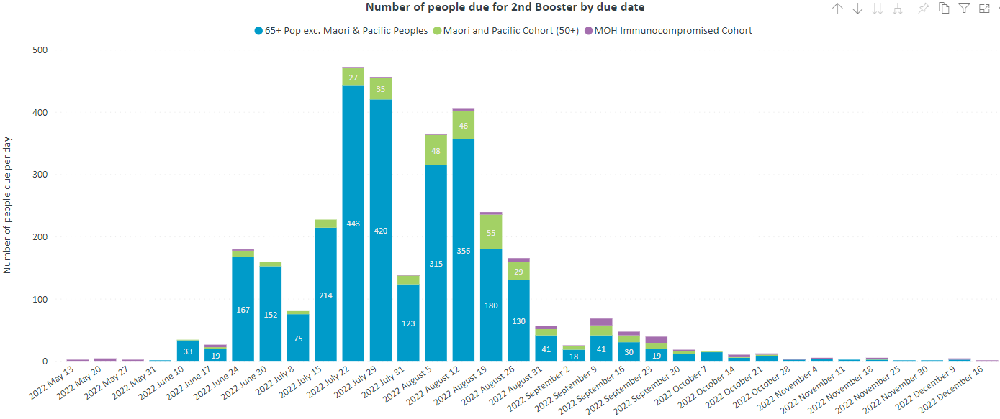 Number of people due for 2nd Booster by due date
65+ Pop exc. Māori & Pacific Peoples Māori and Pacific Cohort (50+) MOH Immunocompromised Cohort
Number of people due per day
500
400
300
200
100
0
33
19
167
152
75
214
443
27
420
35
123
315
48
356
46
180
55
130
29
41
18
41
30
19
2022 May 13
2022 May 20
2022 May 27
2022 May 31
2022 June 10
2022 June 17
2022 June 24
2022 June 30
2022 July 8
2022 July 15
2022 July 22
2022 July 29
2022 July 31
2022 August 5
2022 August 12
2022 August 19
2022 August 26
2022 August 31
2022 September 2
2022 September 9
2022 September 16
2022 September 23
2022 September 30
2022 October 7
2022 October 14
2022 October 21
2022 October 28
2022 November 4
2022 November 11
2022 November 18
2022 November 25
2022 November 30
2022 December 9
2022 December 16